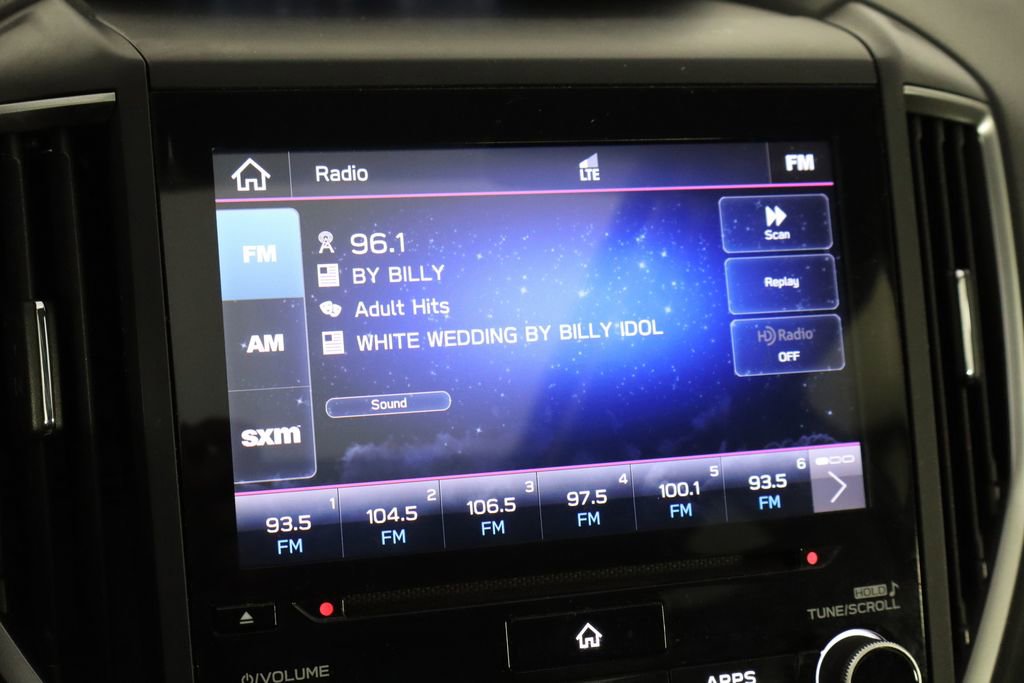 Radio
LTE
FM
FM
AM
sxm
96.1
BY BILLY
Adult Hits
WHITE WEDDING BY BILLY IDOL
Sound
Scan
Replay
HD Radio
OFF
1 2 3 4 5 6
93.5 104.5 106.5 97.5 100.1 93.5
FM FM FM FM FM FM
HOLD
TUNE/SCROLL
/VOLUME
APPS